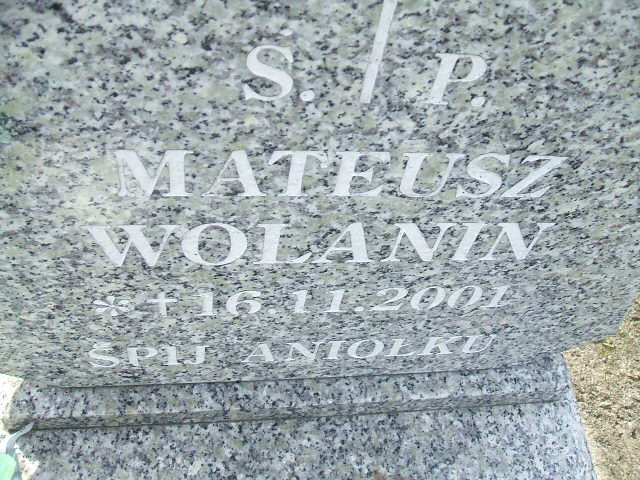 Ś. P.
MATEUSZ
WOLANIN
* + 16.11.2001
ŚPIJ ANIOŁKU